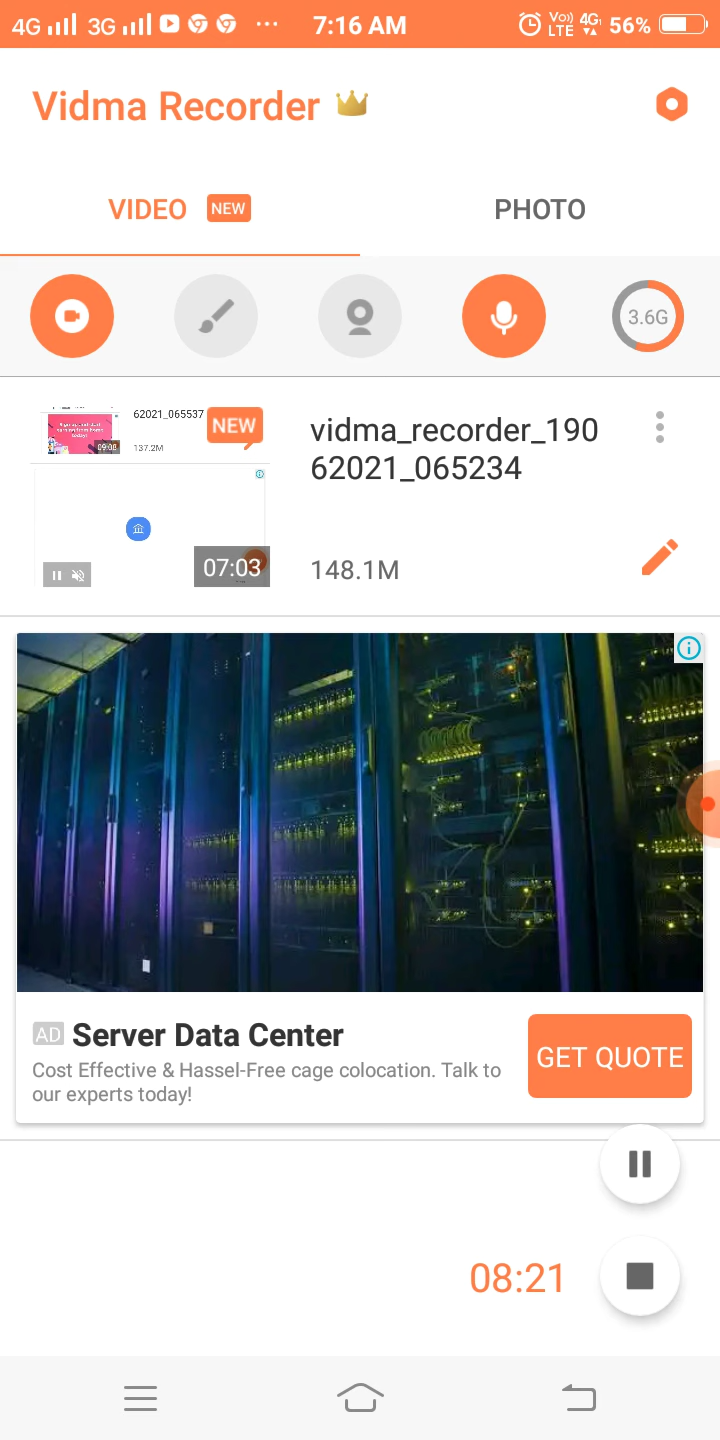 4G 3G 7:16 AM Vo)) LTE 4G 56%
Vidma Recorder
VIDEO NEW PHOTO
3.6G
62021_065537 NEW
09:08
137.2M
07:03
vidma_recorder_190
62021_065234
148.1M
AD Server Data Center
Cost Effective & Hassel-Free cage colocation. Talk to
our experts today!
GET QUOTE
08:21